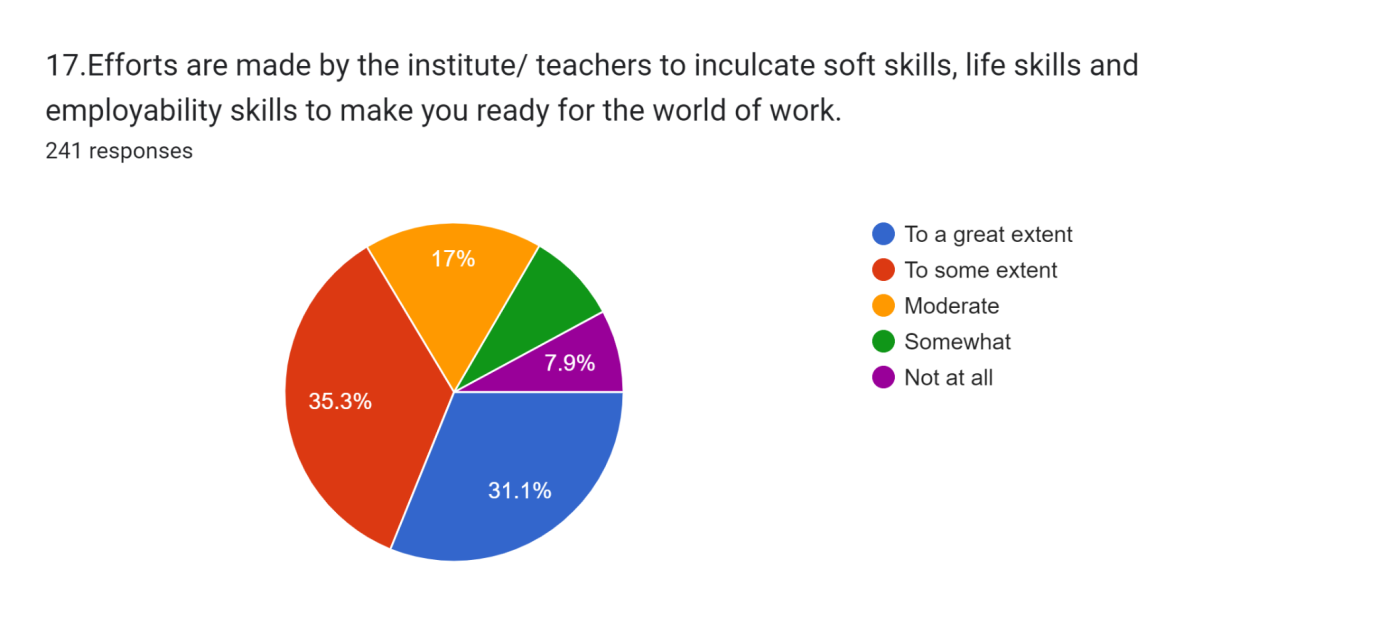 17.Efforts are made by the institute/ teachers to inculcate soft skills, life skills and
employability skills to make you ready for the world of work.
241 responses
17%
7.9%
35.3%
31.1%
To a great extent
To some extent
Moderate
Somewhat
Not at all